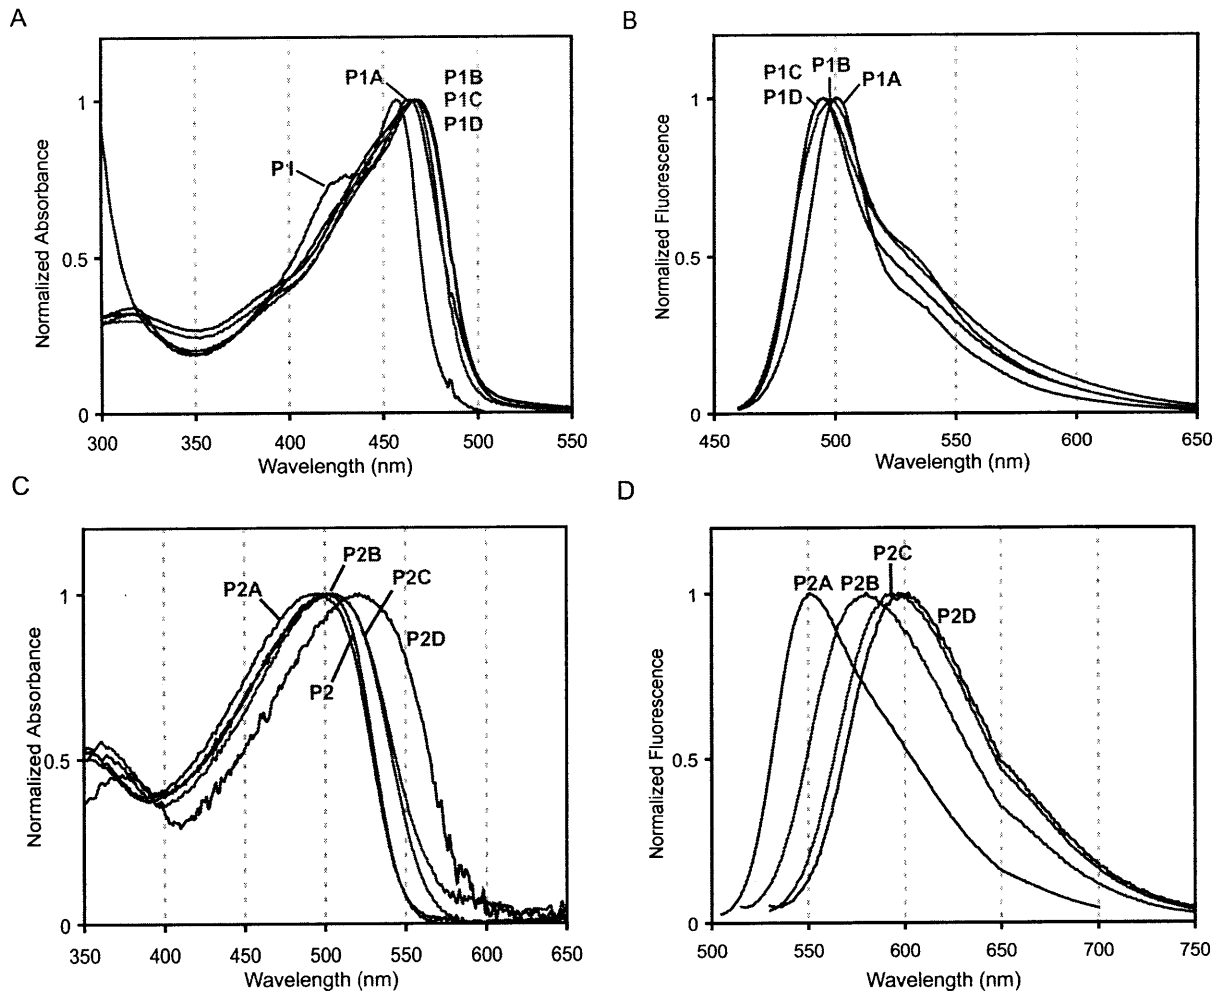 A
Normalized Absorbance
1
0.5
0
P1A
P1B
P1C
P1D
P1
300 350 400 450 500 550
Wavelength (nm)
B
Normalized Fluorescence
1
0.5
0
P1C P1B
P1D P1A
450 500 550 600 650
Wavelength (nm)
C
Normalized Absorbance
1
0.5
0
P2B
P2A P2C
P2D
P2
350 400 450 500 550 600 650
Wavelength (nm)
D
Normalized Fluorescence
1
0.5
0
P2C
P2A P2B
P2D
500 550 600 650 700 750
Wavelength (nm)